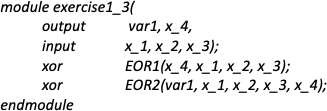 module exercise1_3(
output var1, x_4,
input x_1, x_2, x_3);
xor EOR1(x_4, x_1, x_2, x_3);
xor EOR2(var1, x_1, x_2, x_3, x_4);
endmodule